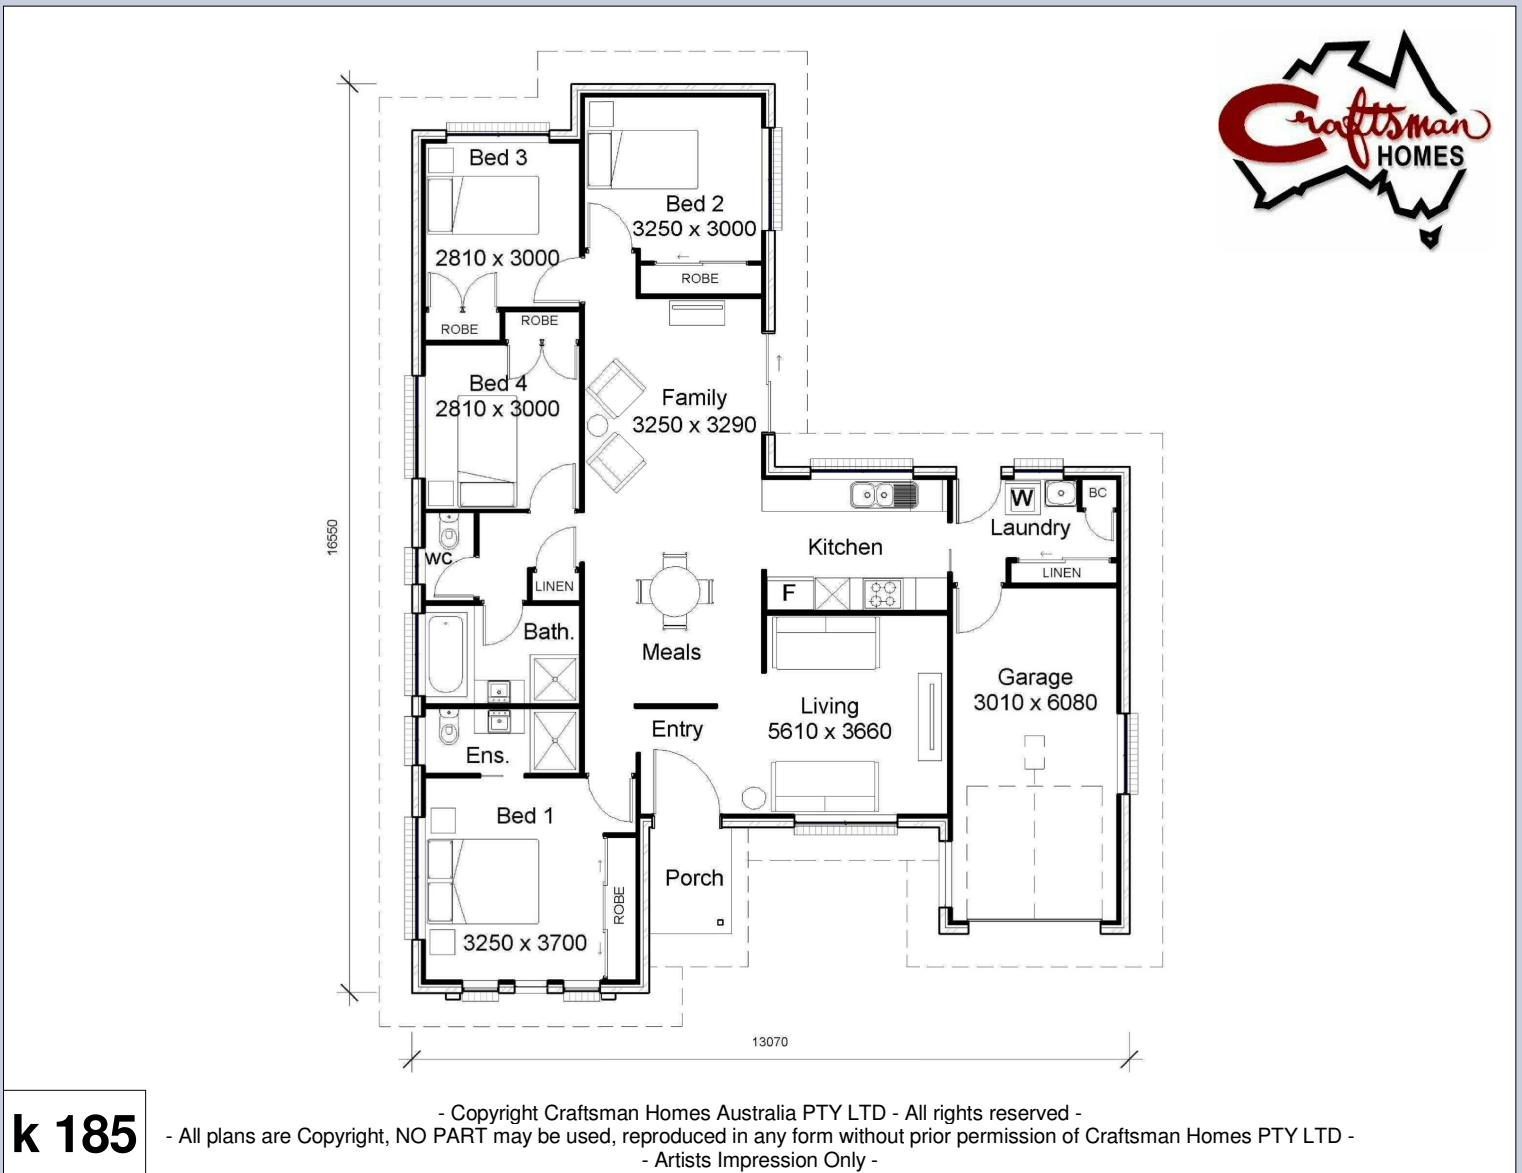 Craftsman
HOMES
Bed 3
2810 x 3000
Bed 2
3250 x 3000
ROBE
ROBE
ROBE
Bed 4
2810 x 3000
Family
3250 x 3290
W
BC
Laundry
LINEN
Kitchen
F
WC
LINEN
Bath.
Meals
16550
Garage
3010 x 6080
Living
5610 x 3660
Entry
Ens.
Bed 1
3250 x 3700
ROBE
Porch
13070
k 185
- Copyright Craftsman Homes Australia PTY LTD - All rights reserved -
- All plans are Copyright, NO PART may be used, reproduced in any form without prior permission of Craftsman Homes PTY LTD -
- Artists Impression Only -